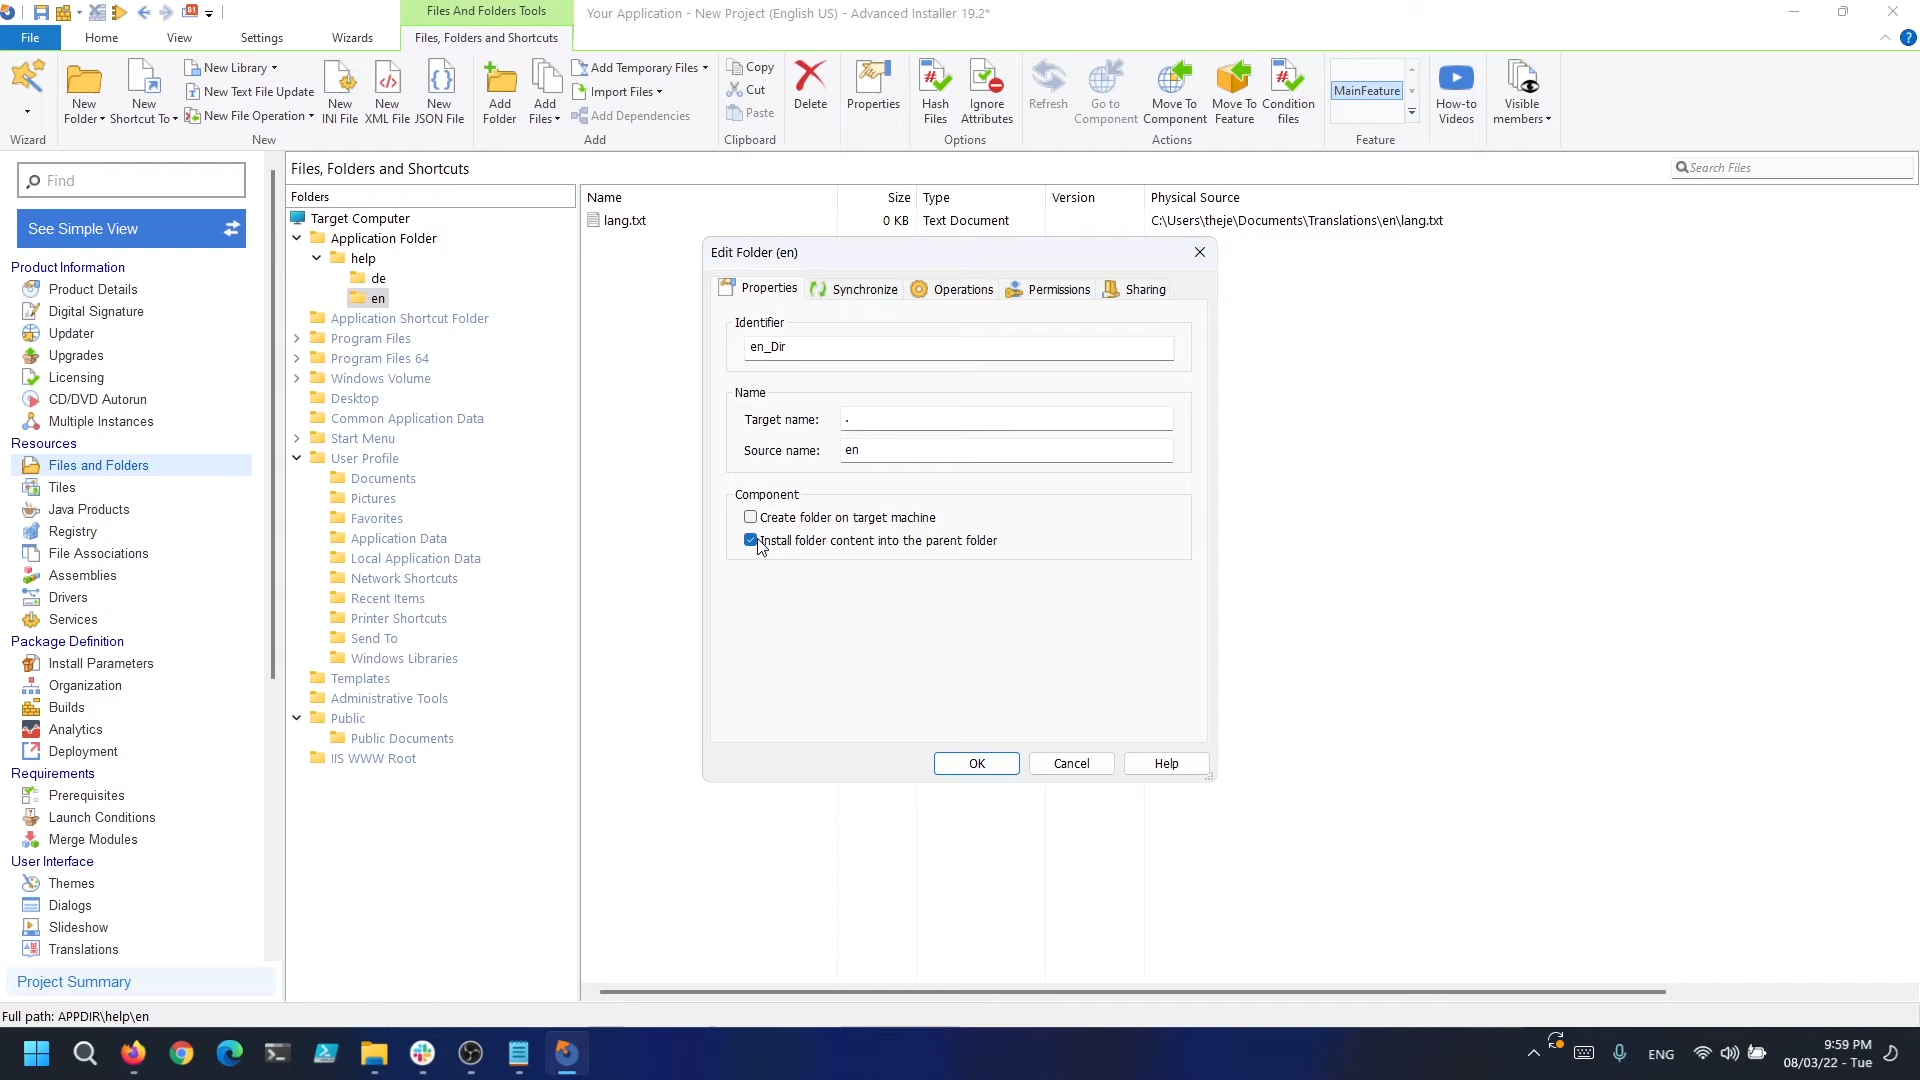 Files And Folders Tools
Your Application - New Project (English US) - Advanced Installer 19.2*
File Home View Settings Wizards Files, Folders and Shortcuts
Wizard
New Folder
New Shortcut To
New Library
New Text File Update
New File Operation
New INI File
New XML File
New JSON File
New
Add Folder
Add Files
Add Temporary Files
Import Files
Add Dependencies
Add
Copy
Cut
Paste
Clipboard
Delete
Properties
Hash Files
Ignore Attributes
Options
Refresh
Go to Component
Move To Component
Move To Feature
Condition files
Actions
MainFeature
Feature
How-to Videos
Visible members
Find
See Simple View
Product Information
Product Details
Digital Signature
Updater
Upgrades
Licensing
CD/DVD Autorun
Multiple Instances
Resources
Files and Folders
Tiles
Java Products
Registry
File Associations
Assemblies
Drivers
Services
Package Definition
Install Parameters
Organization
Builds
Analytics
Deployment
Requirements
Prerequisites
Launch Conditions
Merge Modules
User Interface
Themes
Dialogs
Slideshow
Translations
Project Summary
Files, Folders and Shortcuts
Search Files
Folders
Target Computer
Application Folder
help
de
en
Application Shortcut Folder
Program Files
Program Files 64
Windows Volume
Desktop
Common Application Data
Start Menu
User Profile
Documents
Pictures
Favorites
Application Data
Local Application Data
Network Shortcuts
Recent Items
Printer Shortcuts
Send To
Windows Libraries
Templates
Administrative Tools
Public
Public Documents
IIS WWW Root
Name Size Type Version Physical Source
lang.txt 0 KB Text Document C:\Users\theje\Documents\Translations\en\lang.txt
Edit Folder (en)
Properties Synchronize Operations Permissions Sharing
Identifier
en_Dir
Name
Target name: .
Source name: en
Component
Create folder on target machine
Install folder content into the parent folder
OK Cancel Help
Full path: APPDIR\help\en
ENG
9:59 PM
08/03/22 - Tue